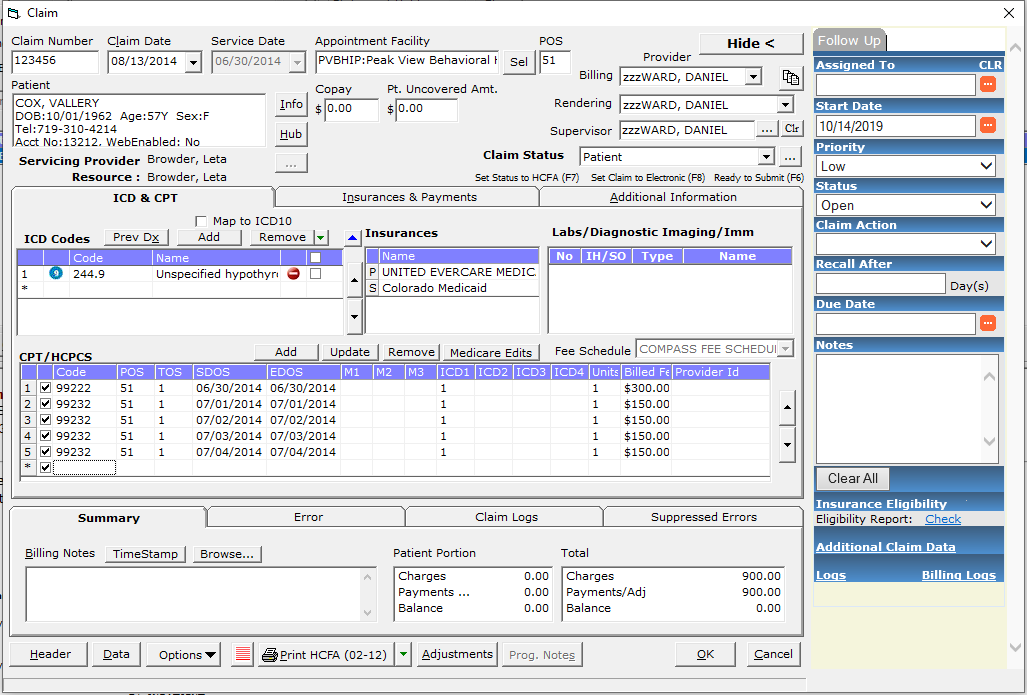 Claim
Claim Number
Claim Date
Service Date
Appointment Facility
POS
Hide <
123456
08/13/2014
06/30/2014
PVBHIP:Peak View Behavioral H
Sel
51
Provider
Patient
Copay
Pt. Uncovered Amt.
Billing
zzzWARD, DANIEL
COX, VALLERY
DOB:10/01/1962 Age:57Y Sex:F
Tel:719-310-4214
Acct No:13212, WebEnabled: No
Info
$ 0.00
$ 0.00
Rendering
zzzWARD, DANIEL
Hub
Supervisor
zzzWARD, DANIEL
...
Clr
Servicing Provider Browder, Leta
...
Claim Status
Patient
...
Resource : Browder, Leta
Set Status to HCFA (F7)
Set Claim to Electronic (F8)
Ready to Submit (F6)
ICD & CPT
Insurances & Payments
Additional Information
Map to ICD10
ICD Codes
Prev Dx
Add
Remove
Code
Name
1
9
244.9
Unspecified hypothyr
*
Insurances
Name
P UNITED EVERCARE MEDIC.
S Colorado Medicaid
Labs/Diagnostic Imaging/Imm
No IH/SO Type Name
CPT/HCPCS
Add
Update
Remove
Medicare Edits
Fee Schedule
COMPASS FEE SCHEDUL
Code POS TOS SDOS EDOS M1 M2 M3 ICD1 ICD2 ICD3 ICD4 Units Billed Fe Provider Id
1 99222 51 1 06/30/2014 06/30/2014 1 1 $300.00
2 99232 51 1 07/01/2014 07/01/2014 1 1 $150.00
3 99232 51 1 07/02/2014 07/02/2014 1 1 $150.00
4 99232 51 1 07/03/2014 07/03/2014 1 1 $150.00
5 99232 51 1 07/04/2014 07/04/2014 1 1 $150.00
*
Summary
Error
Claim Logs
Suppressed Errors
Billing Notes
TimeStamp
Browse...
Patient Portion
Charges 0.00
Payments ... 0.00
Balance 0.00
Total
Charges 900.00
Payments/Adj 900.00
Balance 0.00
Header
Data
Options
Print HCFA (02-12)
Adjustments
Prog. Notes
OK
Cancel
Follow Up
Assigned To CLR
...
Start Date
10/14/2019
...
Priority
Low
Status
Open
Claim Action
Recall After
Day(s)
Due Date
...
Notes
Clear All
Insurance Eligibility
Eligibility Report: Check
Additional Claim Data
Logs
Billing Logs